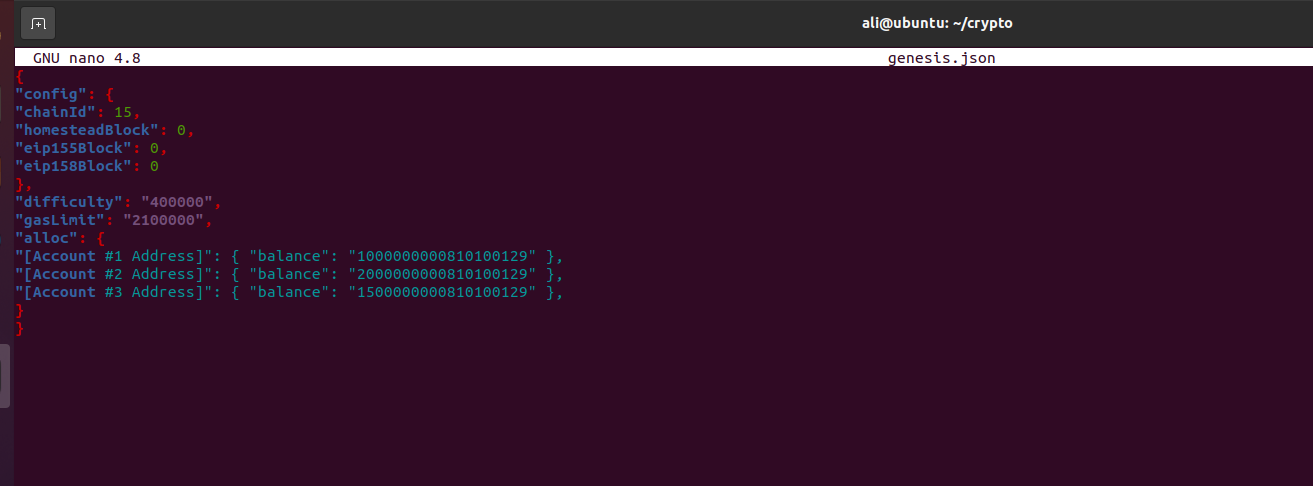 ali@ubuntu: ~/crypto
GNU nano 4.8 genesis.json
{
"config": {
"chainId": 15,
"homesteadBlock": 0,
"eip155Block": 0,
"eip158Block": 0
},
"difficulty": "400000",
"gasLimit": "2100000",
"alloc": {
"[Account #1 Address]": { "balance": "1000000000810100129" },
"[Account #2 Address]": { "balance": "2000000000810100129" },
"[Account #3 Address]": { "balance": "1500000000810100129" },
}
}